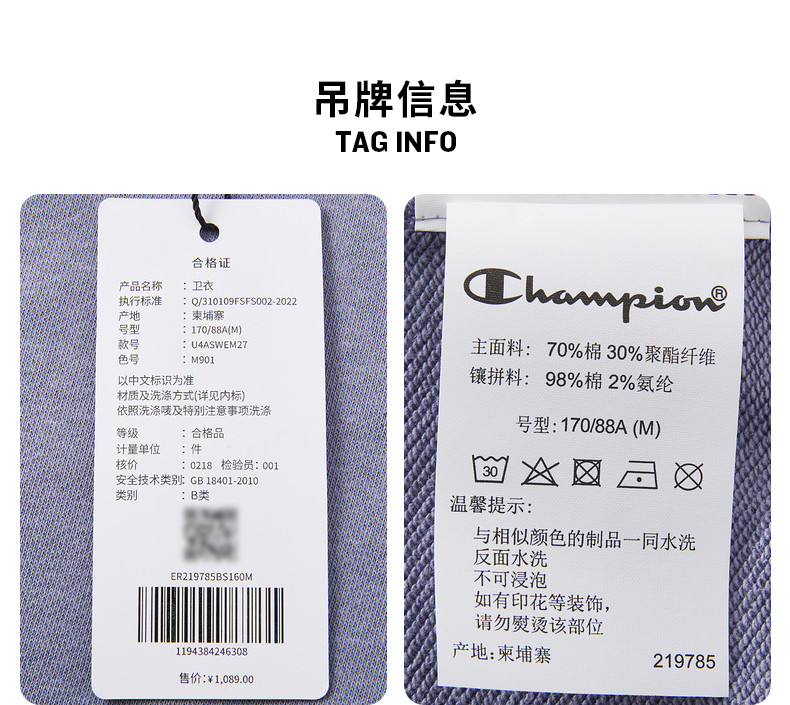 吊牌信息
TAG INFO
合格证
产品名称 : 卫衣
执行标准 : Q/310109FSFS002-2022
产地 : 柬埔寨
号型 : 170/88A(M)
款号 : U4ASWEM27
色号 : M901
以中文标识为准
材质及洗涤方式(详见内标)
依照洗涤唛及特别注意事项洗涤
等级 : 合格品
计量单位 : 件
核价 : 0218 检验员: 001
安全技术类别: GB 18401-2010
类别 : B类
ER219785BS160M
1194384246308
售价: ¥1,089.00
Champion®
主面料: 70%棉 30%聚酯纤维
镶拼料: 98%棉 2%氨纶
号型: 170/88A (M)
30
温馨提示:
与相似颜色的制品一同水洗
反面水洗
不可浸泡
如有印花等装饰,
请勿熨烫该部位
产地: 柬埔寨
219785